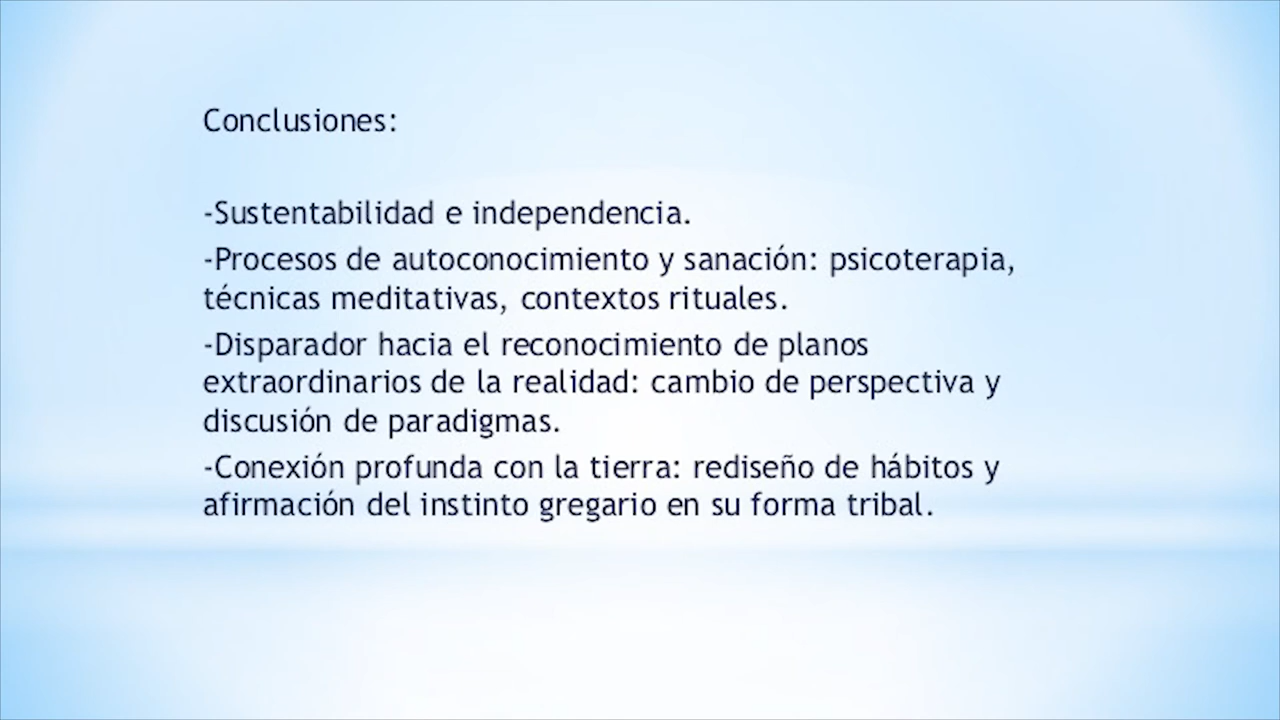 Conclusiones:
-Sustentabilidad e independencia.
-Procesos de autoconocimiento y sanación: psicoterapia,
técnicas meditativas, contextos rituales.
-Disparador hacia el reconocimiento de planos
extraordinarios de la realidad: cambio de perspectiva y
discusión de paradigmas.
-Conexión profunda con la tierra: rediseño de hábitos y
afirmación del instinto gregario en su forma tribal.